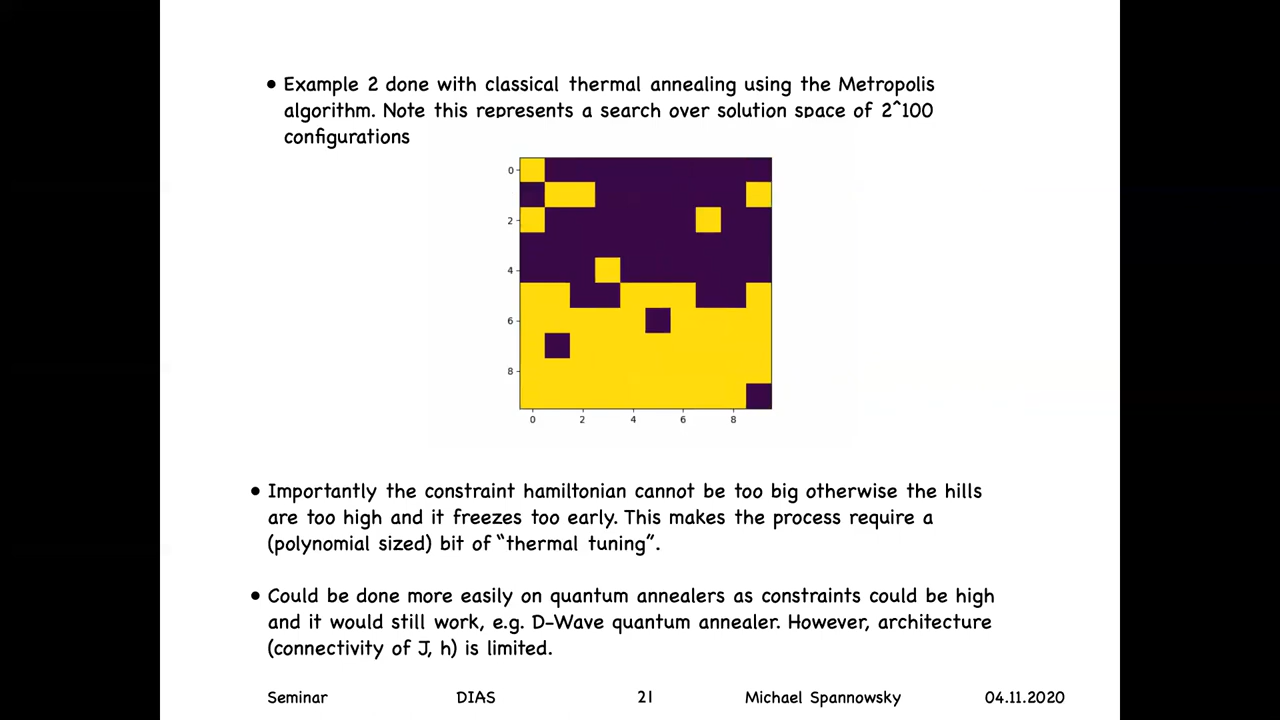 • Example 2 done with classical thermal annealing using the Metropolis
algorithm. Note this represents a search over solution space of 2^100
configurations
0
2
4
6
8
0 2 4 6 8
• Importantly the constraint hamiltonian cannot be too big otherwise the hills
are too high and it freezes too early. This makes the process require a
(polynomial sized) bit of “thermal tuning”.
• Could be done more easily on quantum annealers as constraints could be high
and it would still work, e.g. D-Wave quantum annealer. However, architecture
(connectivity of J, h) is limited.
Seminar DIAS 21 Michael Spannowsky 04.11.2020